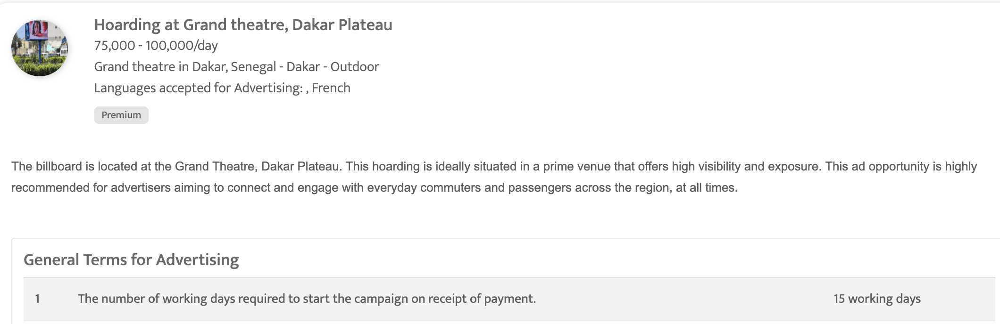 Hoarding at Grand theatre, Dakar Plateau
75,000 - 100,000/day
Grand theatre in Dakar, Senegal - Dakar - Outdoor
Languages accepted for Advertising: , French
Premium
The billboard is located at the Grand Theatre, Dakar Plateau. This hoarding is ideally situated in a prime venue that offers high visibility and exposure. This ad opportunity is highly
recommended for advertisers aiming to connect and engage with everyday commuters and passengers across the region, at all times.
General Terms for Advertising
1 The number of working days required to start the campaign on receipt of payment. 15 working days